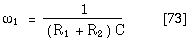 ω₁ = 1 / ((R₁ + R₂) C) [73]